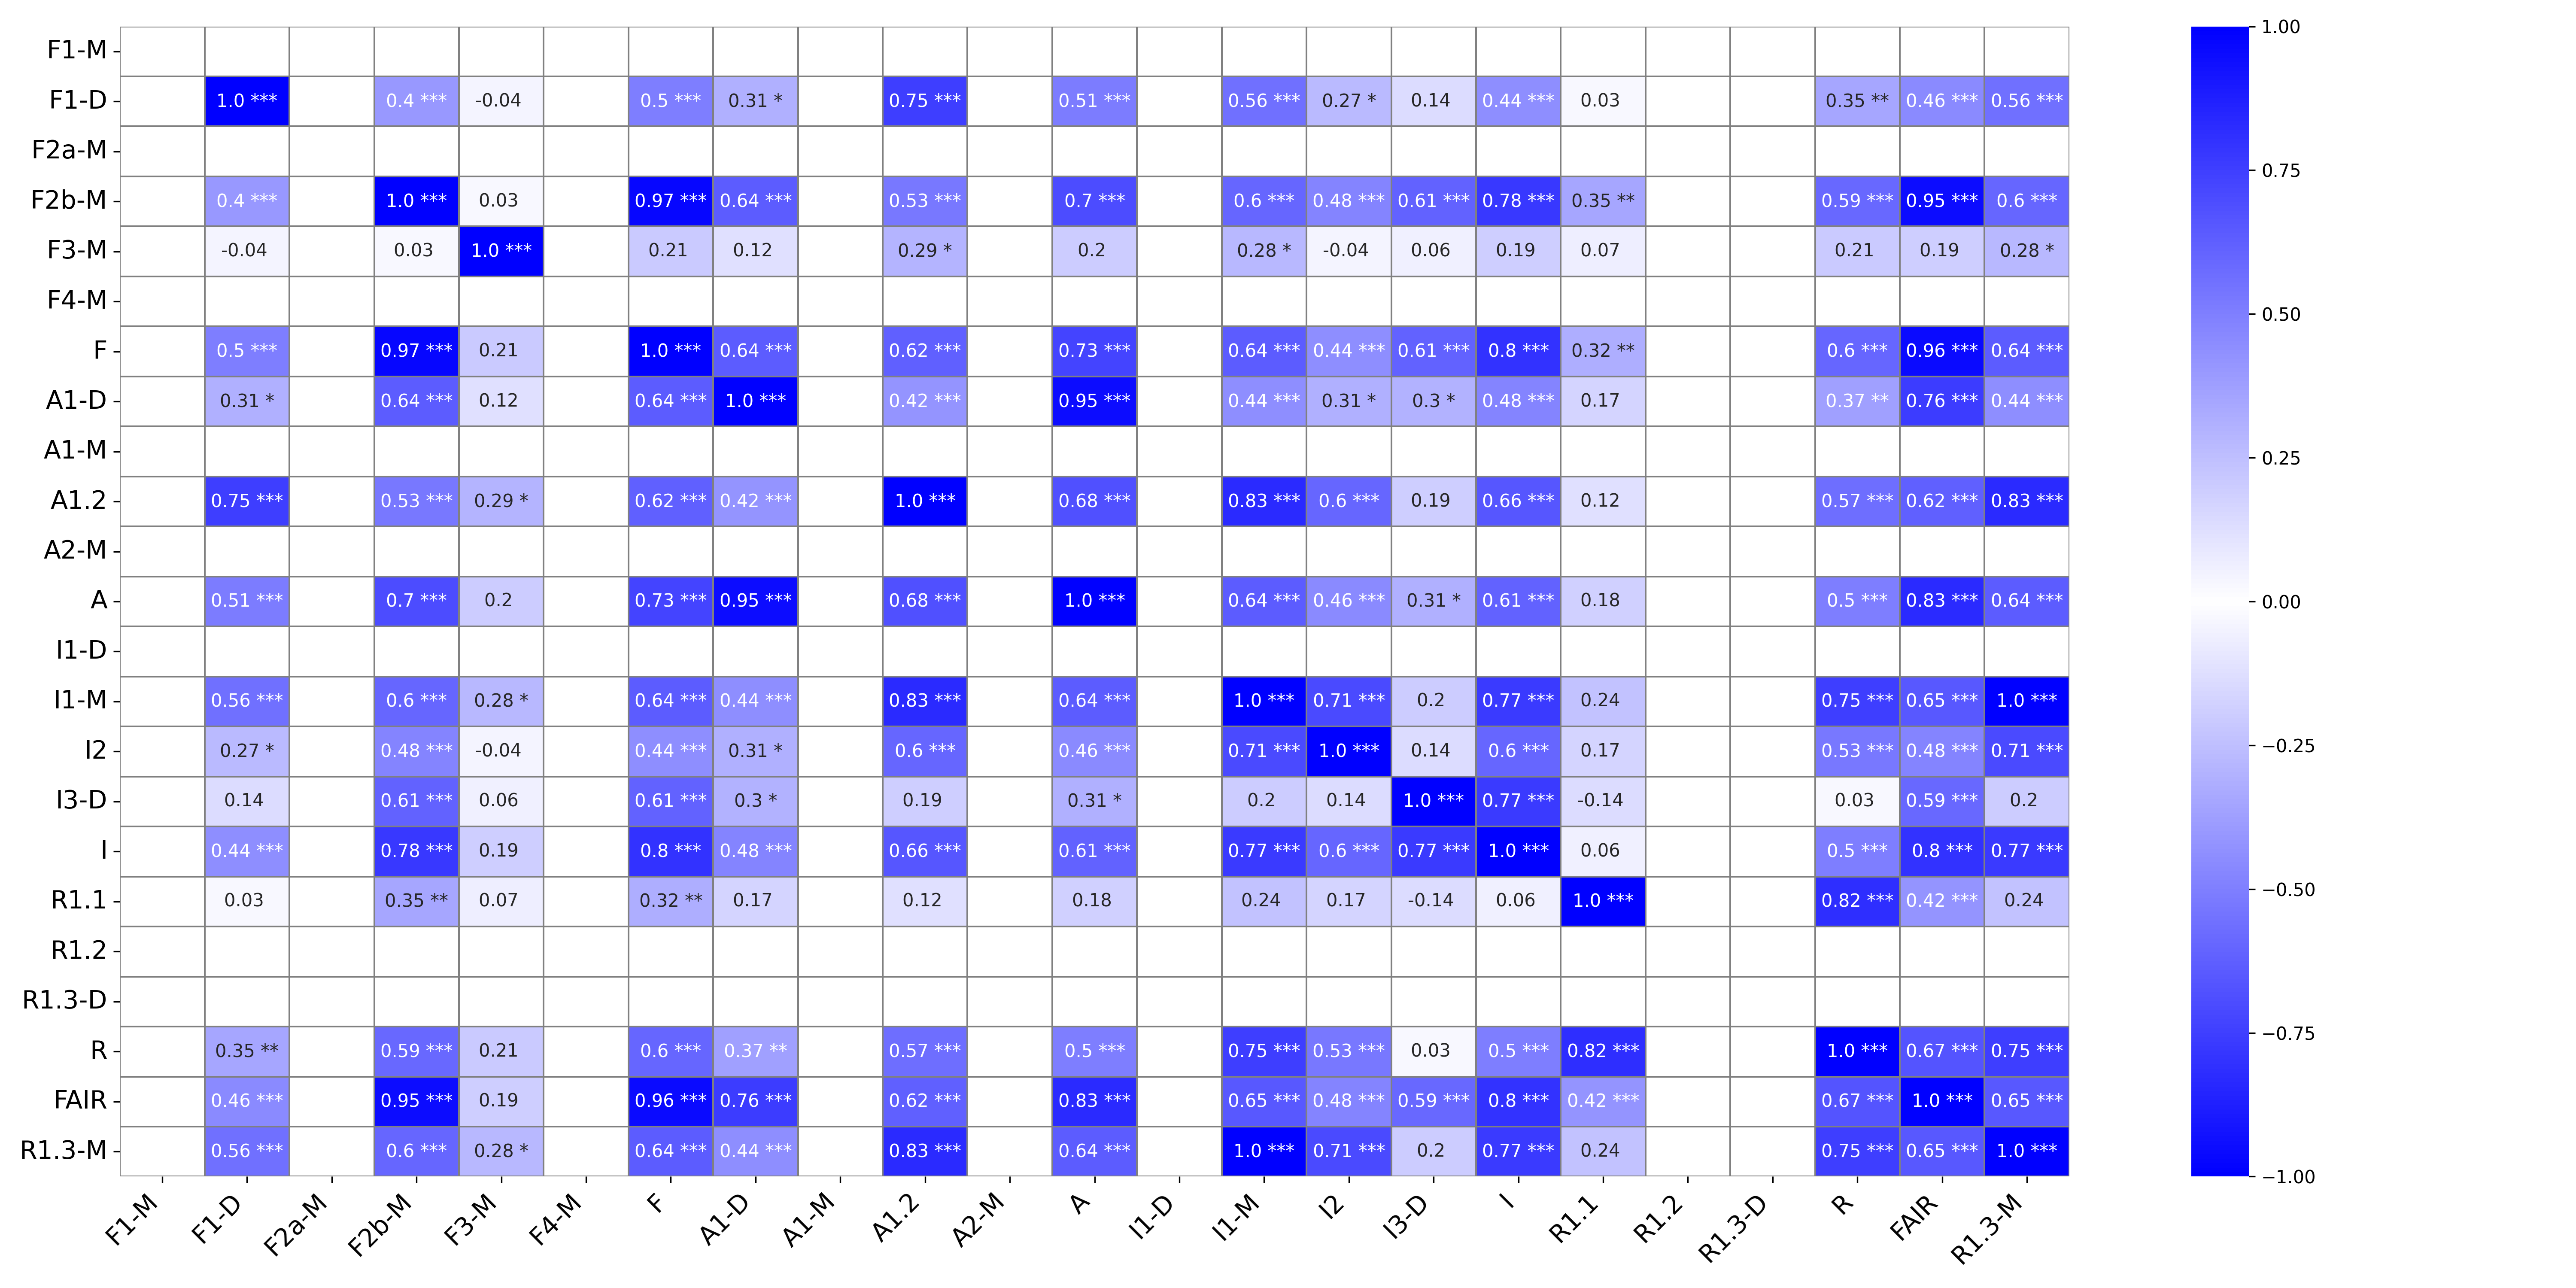 F1-M
F1-D 1.0 *** 0.4 *** -0.04 0.5 *** 0.31 * 0.75 *** 0.51 *** 0.56 *** 0.27 * 0.14 0.44 *** 0.03 0.35 ** 0.46 *** 0.56 ***
F2a-M
F2b-M 0.4 *** 1.0 *** 0.03 0.97 *** 0.64 *** 0.53 *** 0.7 *** 0.6 *** 0.48 *** 0.61 *** 0.78 *** 0.35 ** 0.59 *** 0.95 *** 0.6 ***
F3-M -0.04 0.03 1.0 *** 0.21 0.12 0.29 * 0.2 0.28 * -0.04 0.06 0.19 0.07 0.21 0.19 0.28 *
F4-M
F 0.5 *** 0.97 *** 0.21 1.0 *** 0.64 *** 0.62 *** 0.73 *** 0.64 *** 0.44 *** 0.61 *** 0.8 *** 0.32 ** 0.6 *** 0.96 *** 0.64 ***
A1-D 0.31 * 0.64 *** 0.12 0.64 *** 1.0 *** 0.42 *** 0.95 *** 0.44 *** 0.31 * 0.3 * 0.48 *** 0.17 0.37 ** 0.76 *** 0.44 ***
A1-M
A1.2 0.75 *** 0.53 *** 0.29 * 0.62 *** 0.42 *** 1.0 *** 0.68 *** 0.83 *** 0.6 *** 0.19 0.66 *** 0.12 0.57 *** 0.62 *** 0.83 ***
A2-M
A 0.51 *** 0.7 *** 0.2 0.73 *** 0.95 *** 0.68 *** 1.0 *** 0.64 *** 0.46 *** 0.31 * 0.61 *** 0.18 0.5 *** 0.83 *** 0.64 ***
I1-D
I1-M 0.56 *** 0.6 *** 0.28 * 0.64 *** 0.44 *** 0.83 *** 0.64 *** 1.0 *** 0.71 *** 0.2 0.77 *** 0.24 0.75 *** 0.65 *** 1.0 ***
I2 0.27 * 0.48 *** -0.04 0.44 *** 0.31 * 0.6 *** 0.46 *** 0.71 *** 1.0 *** 0.14 0.6 *** 0.17 0.53 *** 0.48 *** 0.71 ***
I3-D 0.14 0.61 *** 0.06 0.61 *** 0.3 * 0.19 0.31 * 0.2 0.14 1.0 *** 0.77 *** -0.14 0.03 0.59 *** 0.2
I 0.44 *** 0.78 *** 0.19 0.8 *** 0.48 *** 0.66 *** 0.61 *** 0.77 *** 0.6 *** 0.77 *** 1.0 *** 0.06 0.5 *** 0.8 *** 0.77 ***
R1.1 0.03 0.35 ** 0.07 0.32 ** 0.17 0.12 0.18 0.24 0.17 -0.14 0.06 1.0 *** 0.82 *** 0.42 *** 0.24
R1.2
R1.3-D
R 0.35 ** 0.59 *** 0.21 0.6 *** 0.37 ** 0.57 *** 0.5 *** 0.75 *** 0.53 *** 0.03 0.5 *** 0.82 *** 1.0 *** 0.67 *** 0.75 ***
FAIR 0.46 *** 0.95 *** 0.19 0.96 *** 0.76 *** 0.62 *** 0.83 *** 0.65 *** 0.48 *** 0.59 *** 0.8 *** 0.42 *** 0.67 *** 1.0 *** 0.65 ***
R1.3-M 0.56 *** 0.6 *** 0.28 * 0.64 *** 0.44 *** 0.83 *** 0.64 *** 1.0 *** 0.71 *** 0.2 0.77 *** 0.24 0.75 *** 0.65 *** 1.0 ***
F1-M F1-D F2a-M F2b-M F3-M F4-M F A1-D A1-M A1.2 A2-M A I1-D I1-M I2 I3-D I R1.1 R1.2 R1.3-D R FAIR R1.3-M
1.00
0.75
0.50
0.25
0.00
−0.25
−0.50
−0.75
−1.00